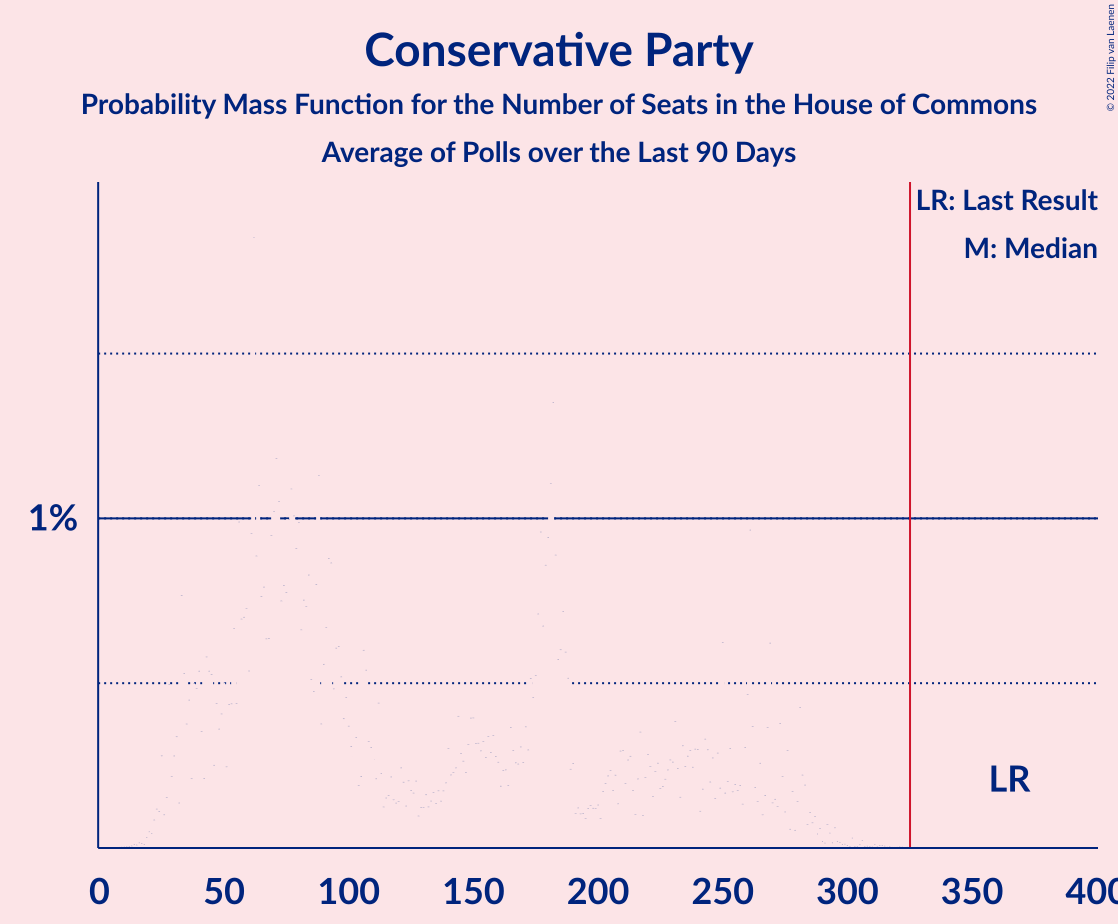 Conservative Party
Probability Mass Function for the Number of Seats in the House of Commons
Average of Polls over the Last 90 Days
© 2022 Filip van Laenen
LR: Last Result
M: Median
1%
LR
0 50 100 150 200 250 300 350 400